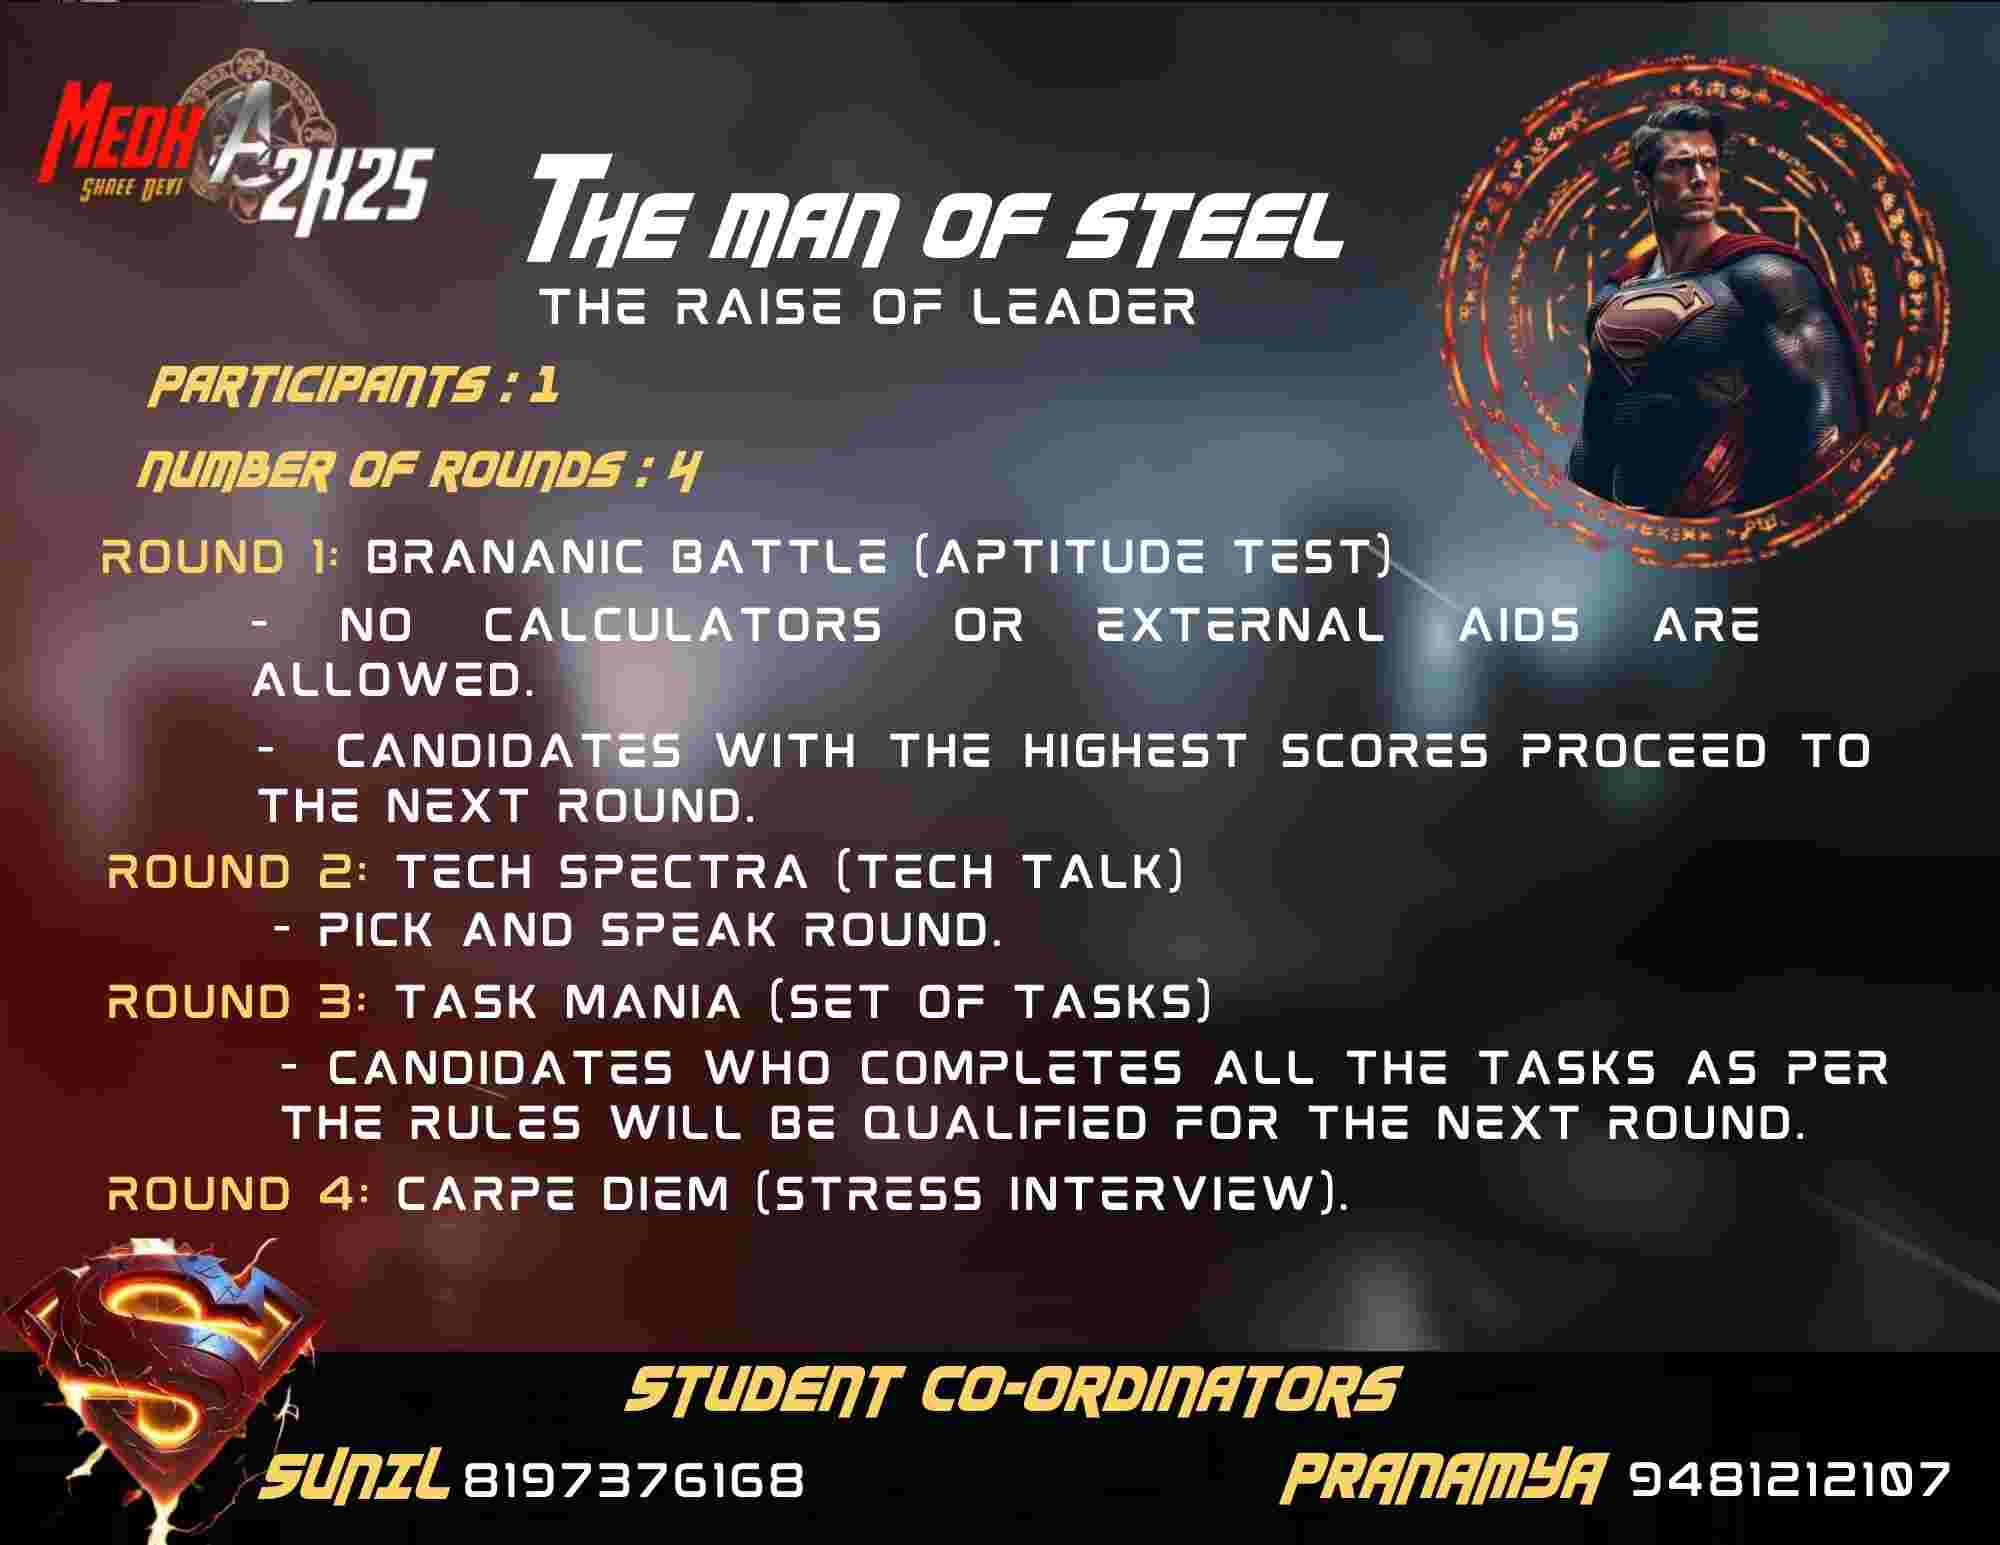 MEDHA 2K25
SHREE DEVI
THE MAN OF STEEL
THE RAISE OF LEADER
PARTICIPANTS : 1
NUMBER OF ROUNDS : 4
ROUND 1: BRANANIC BATTLE (APTITUDE TEST)
- NO CALCULATORS OR EXTERNAL AIDS ARE
ALLOWED.
- CANDIDATES WITH THE HIGHEST SCORES PROCEED TO
THE NEXT ROUND.
ROUND 2: TECH SPECTRA (TECH TALK)
- PICK AND SPEAK ROUND.
ROUND 3: TASK MANIA (SET OF TASKS)
- CANDIDATES WHO COMPLETES ALL THE TASKS AS PER
THE RULES WILL BE QUALIFIED FOR THE NEXT ROUND.
ROUND 4: CARPE DIEM (STRESS INTERVIEW).
STUDENT CO-ORDINATORS
SUNIL 8197376168
PRANAMYA 9481212107